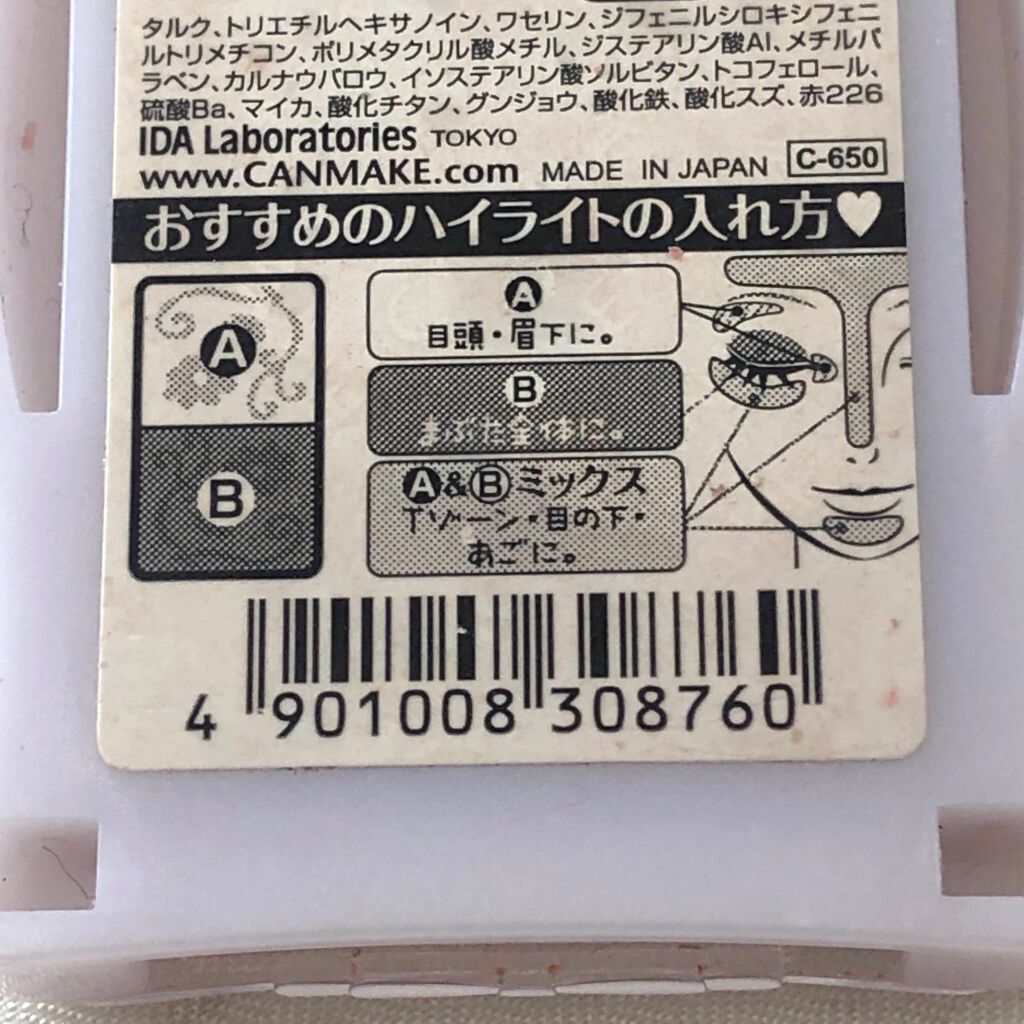 タルク、トリエチルヘキサノイン、ワセリン、ジフェニルシロキシフェニ
ルトリメチコン、ポリメタクリル酸メチル、ジステアリン酸Al、メチルパ
ラベン、カルナウバロウ、イソステアリン酸ソルビタン、トコフェロール、
硫酸Ba、マイカ、酸化チタン、グンジョウ、酸化鉄、酸化スズ、赤226
IDA Laboratories TOKYO
www.CANMAKE.com MADE IN JAPAN C-650
おすすめのハイライトの入れ方♥
A
B
A
目頭・眉下に。
B
まぶた全体に。
A&Bミックス
Tゾーン・目の下・
あごに。
4 901008 308760